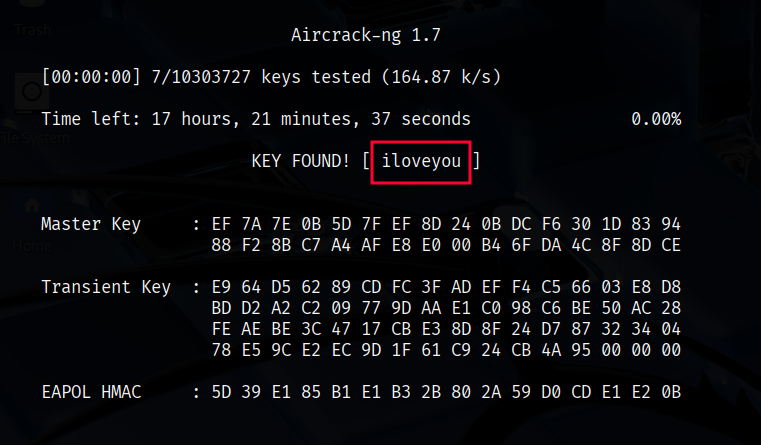 Trash
Aircrack-ng 1.7
[00:00:00] 7/10303727 keys tested (164.87 k/s)
Time left: 17 hours, 21 minutes, 37 seconds 0.00%
File System
KEY FOUND! [ iloveyou ]
Master Key : EF 7A 7E 0B 5D 7F EF 8D 24 0B DC F6 30 1D 83 94
88 F2 8B C7 A4 AF E8 E0 00 B4 6F DA 4C 8F 8D CE
Home
Transient Key : E9 64 D5 62 89 CD FC 3F AD EF F4 C5 66 03 E8 D8
BD D2 A2 C2 09 77 9D AA E1 C0 98 C6 BE 50 AC 28
FE AE BE 3C 47 17 CB E3 8D 8F 24 D7 87 32 34 04
78 E5 9C E2 EC 9D 1F 61 C9 24 CB 4A 95 00 00 00
EAPOL HMAC : 5D 39 E1 85 B1 E1 B3 2B 80 2A 59 D0 CD E1 E2 0B